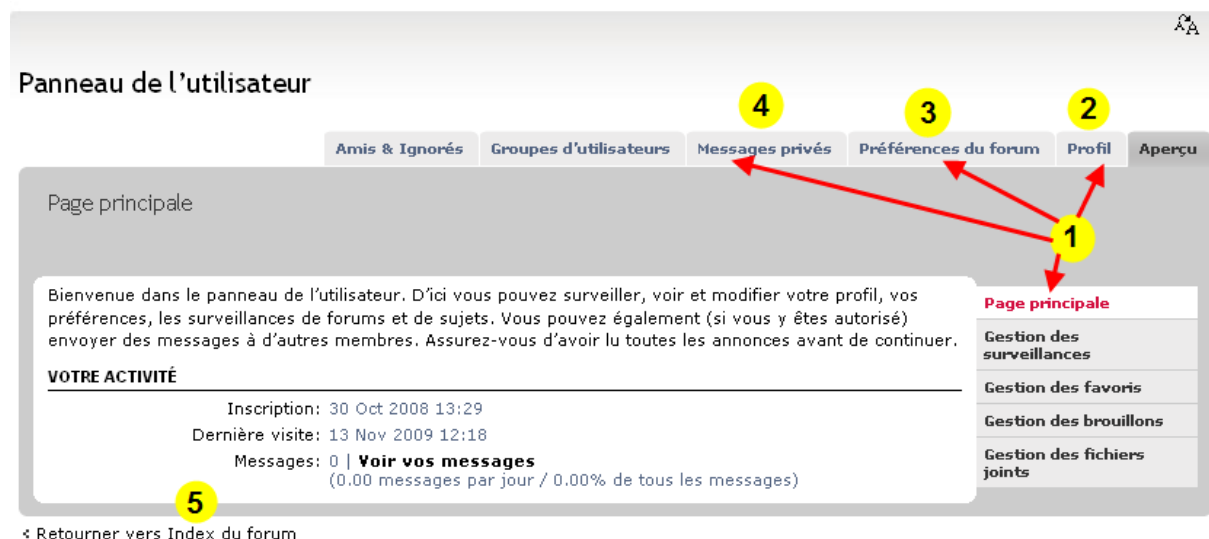 Panneau de l'utilisateur
4
3
2
Amis & Ignorés
Groupes d'utilisateurs
Messages privés
Préférences du forum
Profil
Aperçu
Page principale
1
Bienvenue dans le panneau de l'utilisateur. D'ici vous pouvez surveiller, voir et modifier votre profil, vos
préférences, les surveillances de forums et de sujets. Vous pouvez également (si vous y êtes autorisé)
envoyer des messages à d'autres membres. Assurez-vous d'avoir lu toutes les annonces avant de continuer.
VOTRE ACTIVITÉ
Inscription: 30 Oct 2008 13:29
Dernière visite: 13 Nov 2009 12:18
Messages: 0 | Voir vos messages
(0.00 messages par jour / 0.00% de tous les messages)
Page principale
Gestion des
surveillances
Gestion des favoris
Gestion des brouillons
Gestion des fichiers
joints
5
< Retourner vers Index du forum